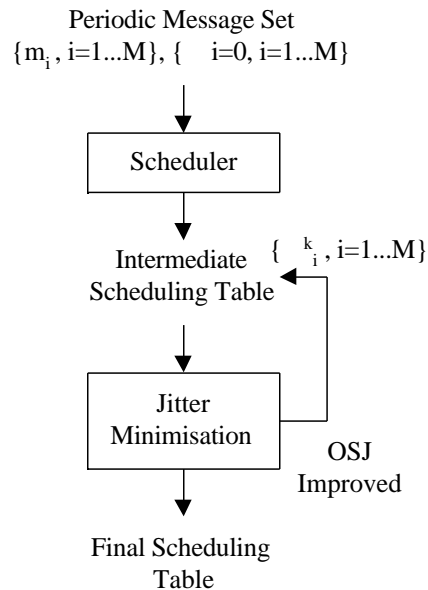 Periodic Message Set
{m_i, i=1...M}, { i=0, i=1...M}
Scheduler
{ ^k_i, i=1...M}
Intermediate
Scheduling Table
Jitter
Minimisation
OSJ
Improved
Final Scheduling
Table